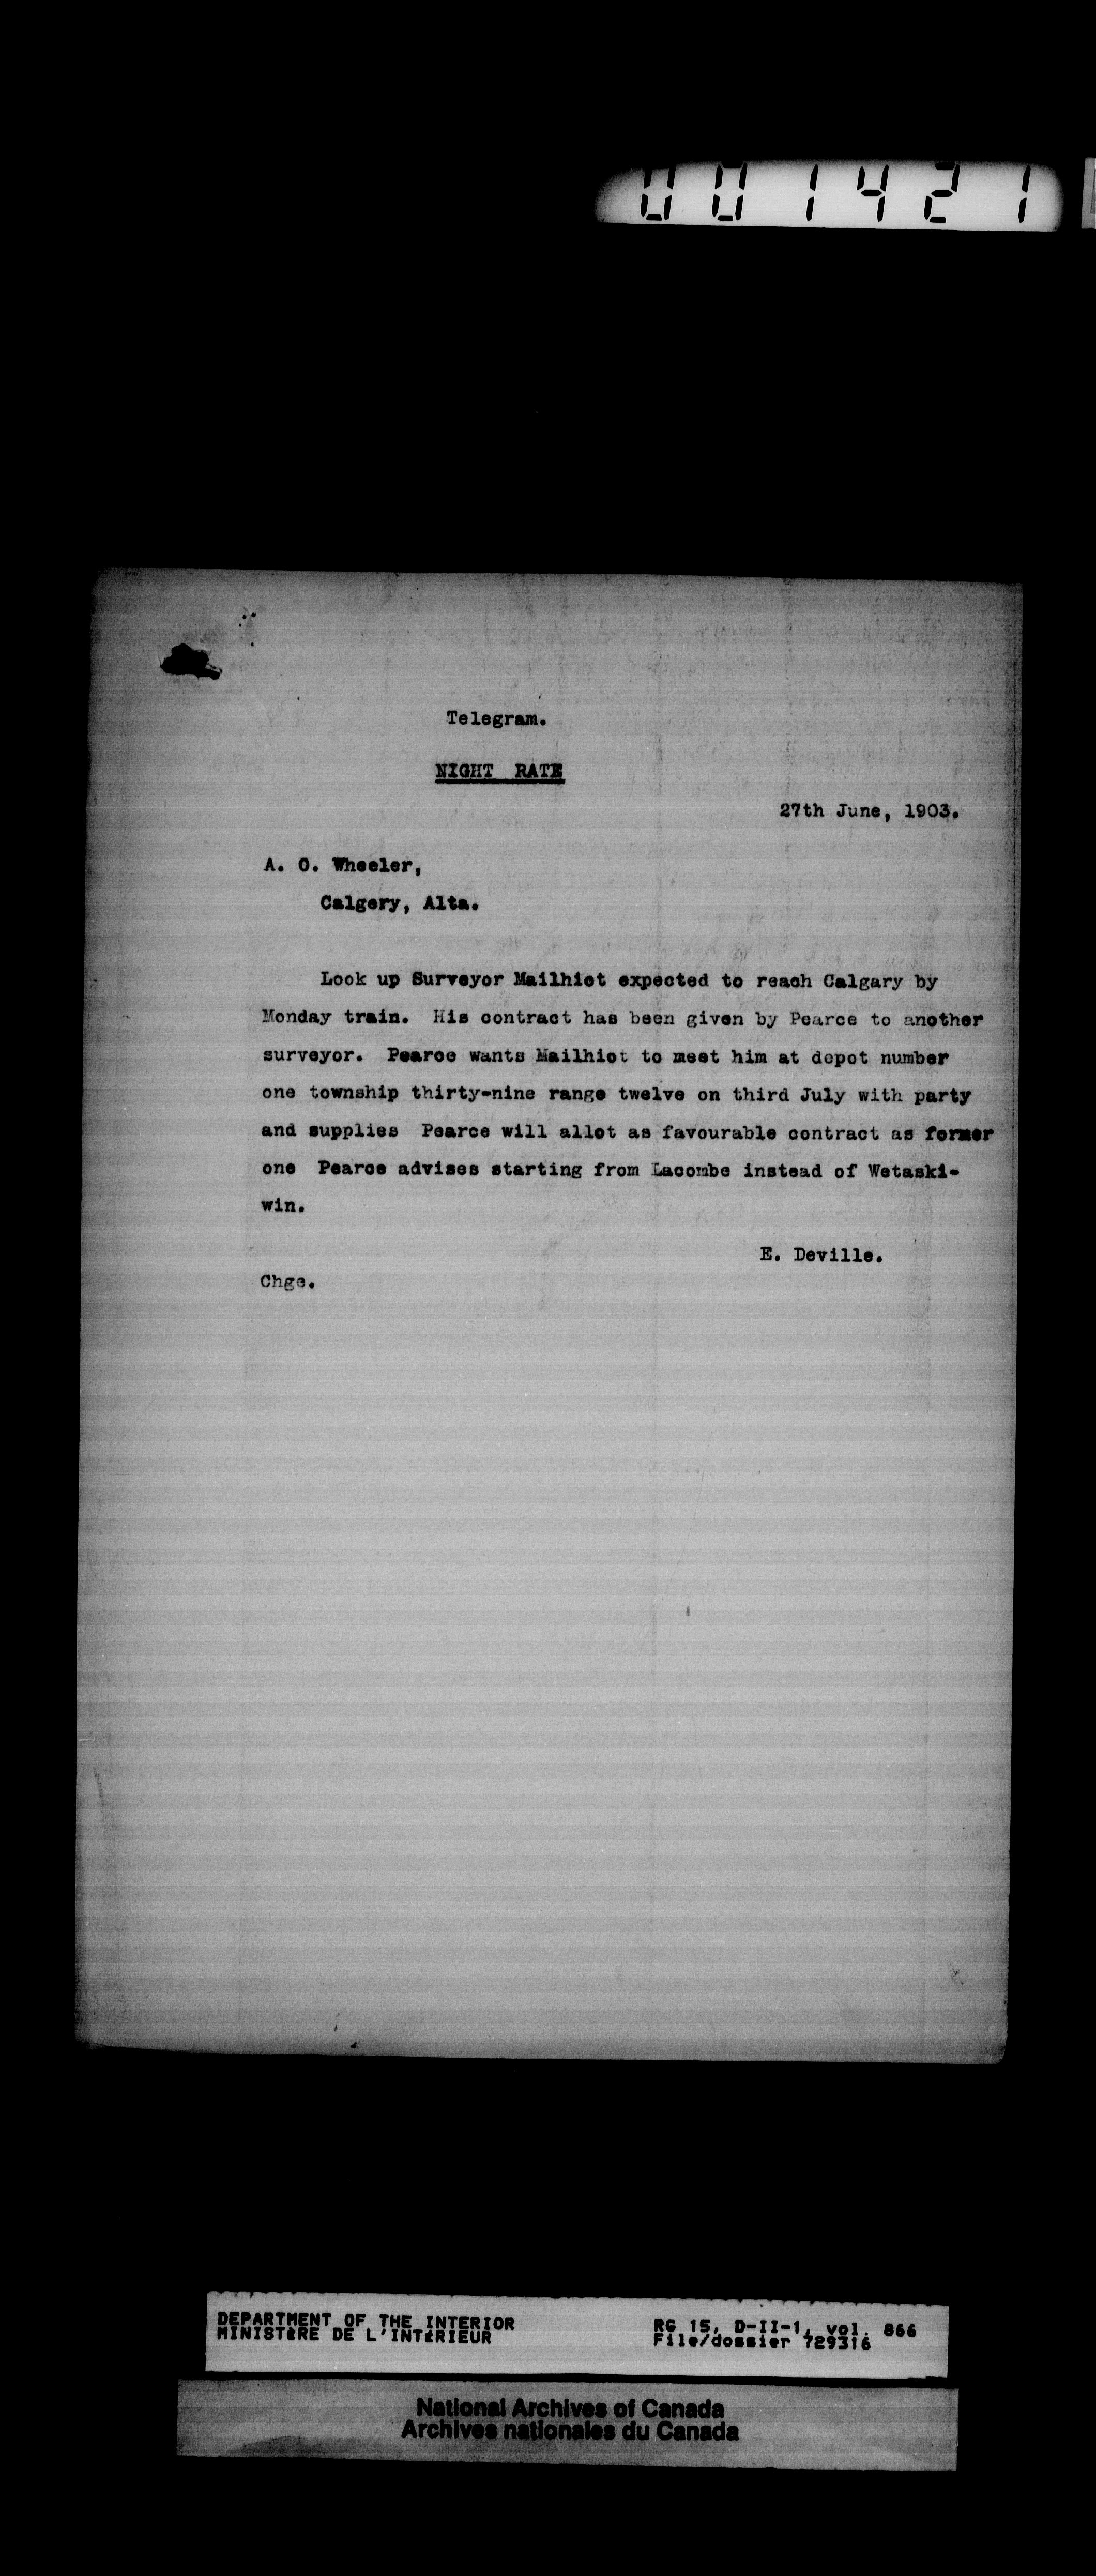 001421
Telegram.
NIGHT RATE
27th June, 1903.
A. O. Wheeler,
Calgery, Alta.
Look up Surveyor Mailhiot expected to reach Calgary by
Monday train. His contract has been given by Pearce to another
surveyor. Pearce wants Mailhiot to meet him at depot number
one township thirty-nine range twelve on third July with party
and supplies Pearce will allot as favourable contract as former
one Pearce advises starting from Lacombe instead of Wetaski-
win.
E. Deville.
Chge.
DEPARTMENT OF THE INTERIOR
MINISTÈRE DE L'INTÉRIEUR
RG 15, D-II-1, vol. 866
File/dossier 729316
National Archives of Canada
Archives nationales du Canada